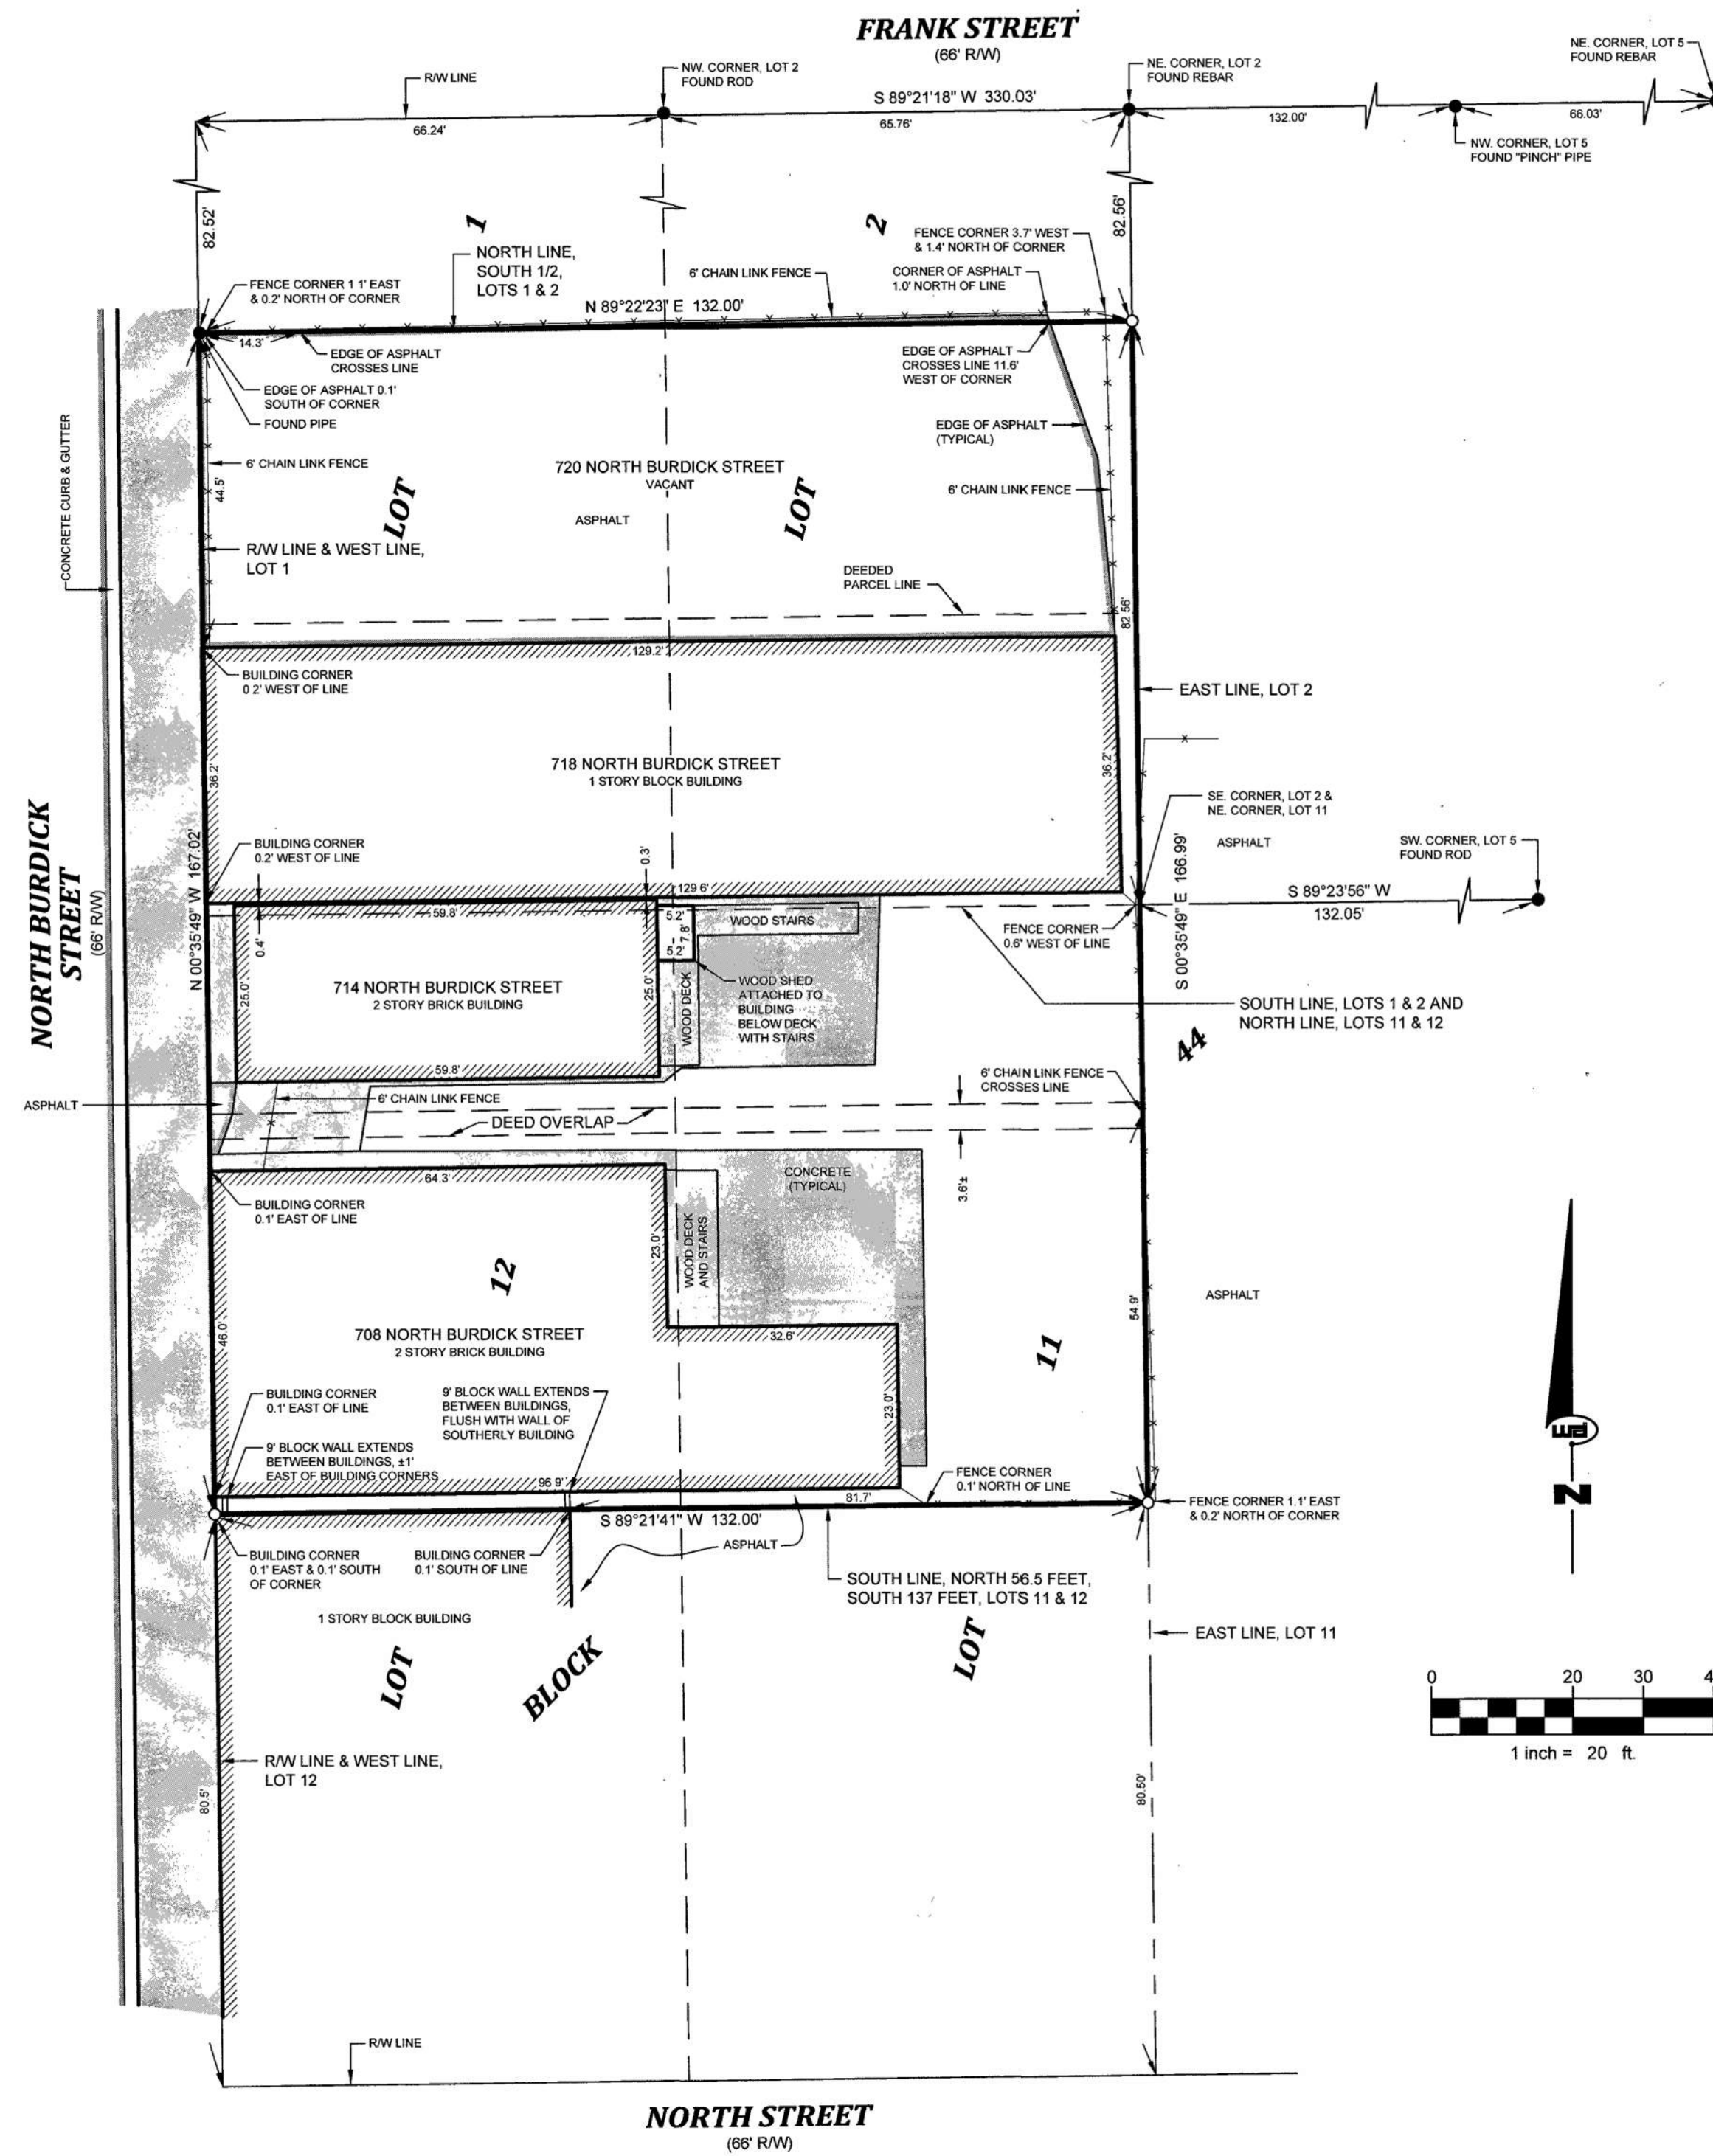 FRANK STREET
(66' R/W)
R/W LINE
NW. CORNER, LOT 2
FOUND ROD
NE. CORNER, LOT 2
FOUND REBAR
NE. CORNER, LOT 5
FOUND REBAR
S 89°21'18" W 330.03'
66.24'
65.76'
132.00'
66.03'
NW. CORNER, LOT 5
FOUND "PINCH" PIPE
82.52'
82.56'
1
2
NORTH LINE,
SOUTH 1/2,
LOTS 1 & 2
FENCE CORNER 3.7' WEST
& 1.4' NORTH OF CORNER
FENCE CORNER 1 1' EAST
& 0.2' NORTH OF CORNER
6' CHAIN LINK FENCE
CORNER OF ASPHALT
1.0' NORTH OF LINE
N 89°22'23" E 132.00'
14.3'
EDGE OF ASPHALT
CROSSES LINE
EDGE OF ASPHALT
CROSSES LINE 11.6'
WEST OF CORNER
EDGE OF ASPHALT 0.1'
SOUTH OF CORNER
FOUND PIPE
EDGE OF ASPHALT
(TYPICAL)
CONCRETE CURB & GUTTER
6' CHAIN LINK FENCE
44.5'
LOT
720 NORTH BURDICK STREET
VACANT
ASPHALT
LOT
6' CHAIN LINK FENCE
R/W LINE & WEST LINE,
LOT 1
DEEDED
PARCEL LINE
82.56'
129.2'
BUILDING CORNER
0 2' WEST OF LINE
EAST LINE, LOT 2
718 NORTH BURDICK STREET
1 STORY BLOCK BUILDING
36.2'
36.2'
NORTH BURDICK
STREET
(66' R/W)
N 00°35'49" W 167.02'
BUILDING CORNER
0.2' WEST OF LINE
0.3'
129 6'
SE. CORNER, LOT 2 &
NE. CORNER, LOT 11
ASPHALT
SW. CORNER, LOT 5
FOUND ROD
S 89°23'56" W
132.05'
S 00°35'49" E 166.99'
59.8'
5.2'
7.8'
5.2'
WOOD STAIRS
FENCE CORNER
0.6" WEST OF LINE
0.4'
25.0'
714 NORTH BURDICK STREET
2 STORY BRICK BUILDING
25.0'
WOOD DECK
WOOD SHED
ATTACHED TO
BUILDING
BELOW DECK
WITH STAIRS
SOUTH LINE, LOTS 1 & 2 AND
NORTH LINE, LOTS 11 & 12
44
59.8'
6' CHAIN LINK FENCE
CROSSES LINE
ASPHALT
6' CHAIN LINK FENCE
DEED OVERLAP
3.6'±
64.3'
CONCRETE
(TYPICAL)
BUILDING CORNER
0.1' EAST OF LINE
23.0'
WOOD DECK
AND STAIRS
12
46.0'
708 NORTH BURDICK STREET
2 STORY BRICK BUILDING
32.6'
11
54.9'
ASPHALT
BUILDING CORNER
0.1' EAST OF LINE
9' BLOCK WALL EXTENDS
BETWEEN BUILDINGS,
FLUSH WITH WALL OF
SOUTHERLY BUILDING
23.0'
9' BLOCK WALL EXTENDS
BETWEEN BUILDINGS, ±1'
EAST OF BUILDING CORNERS
96 9'
81.7'
FENCE CORNER
0.1' NORTH OF LINE
FENCE CORNER 1.1' EAST
& 0.2' NORTH OF CORNER
S 89°21'41" W 132.00'
ASPHALT
BUILDING CORNER
0.1' EAST & 0.1' SOUTH
OF CORNER
BUILDING CORNER
0.1' SOUTH OF LINE
SOUTH LINE, NORTH 56.5 FEET,
SOUTH 137 FEET, LOTS 11 & 12
1 STORY BLOCK BUILDING
LOT
BLOCK
LOT
EAST LINE, LOT 11
N
0 20 30
1 inch = 20 ft.
R/W LINE & WEST LINE,
LOT 12
80.5'
80.50'
R/W LINE
NORTH STREET
(66' R/W)